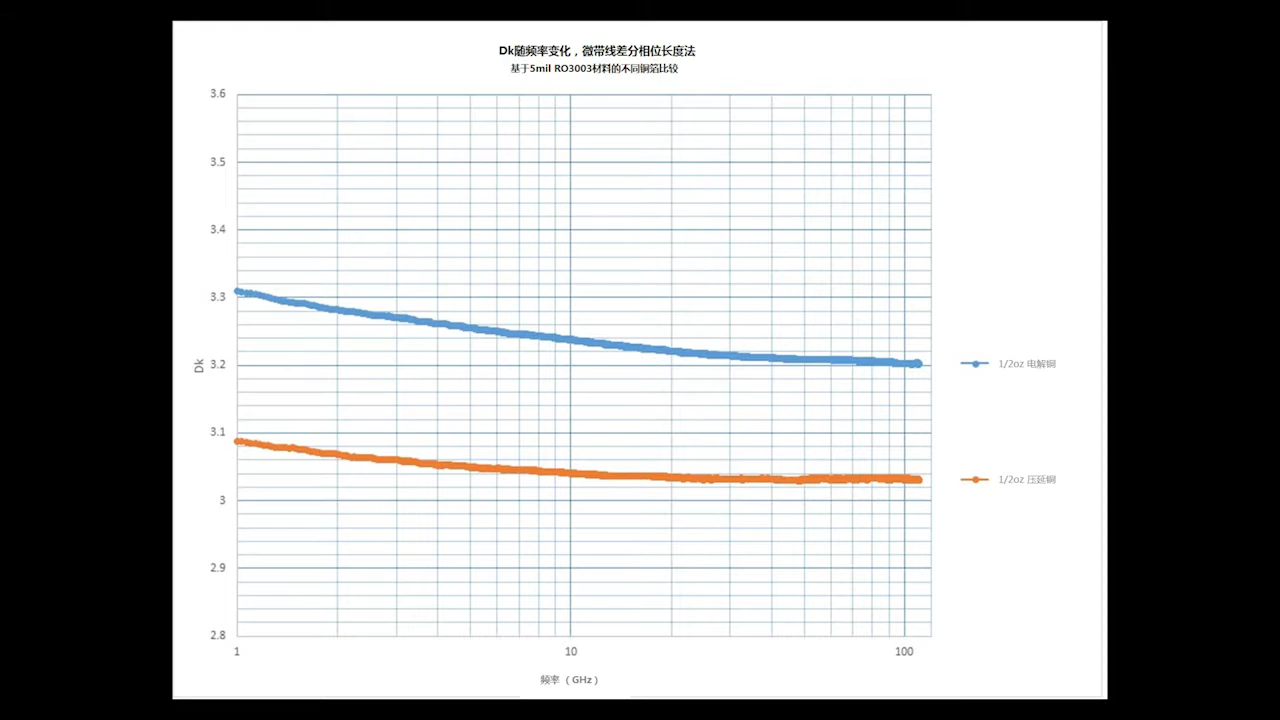 Dk随频率变化，微带线差分相位长度法
基于5mil RO3003材料的不同铜箔比较
3.6
3.5
3.4
3.3
3.2
3.1
3
2.9
2.8
Dk
1 10 100
频率（GHz）
1/2oz 电解铜
1/2oz 压延铜